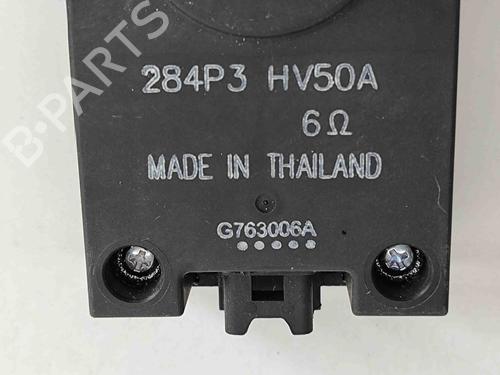 B-PARTS
284P3 HV50A
6Ω
MADE IN THAILAND
G763006A